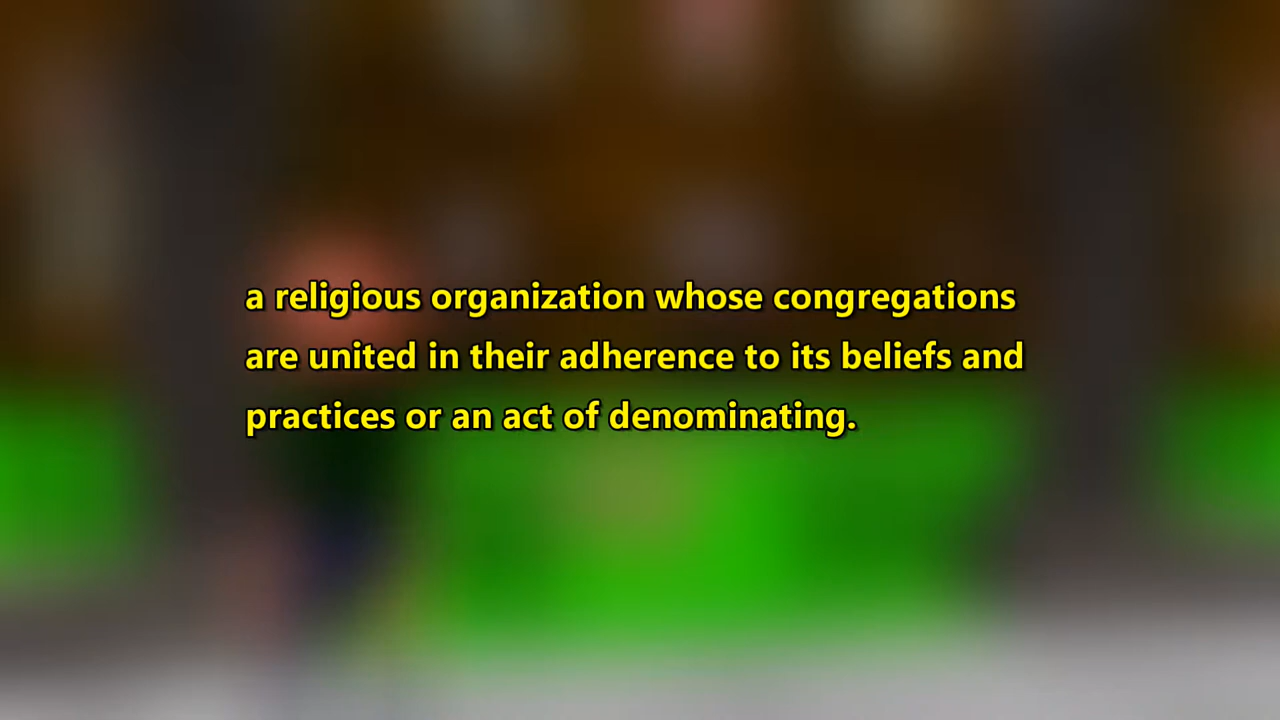 a religious organization whose congregations
are united in their adherence to its beliefs and
practices or an act of denominating.